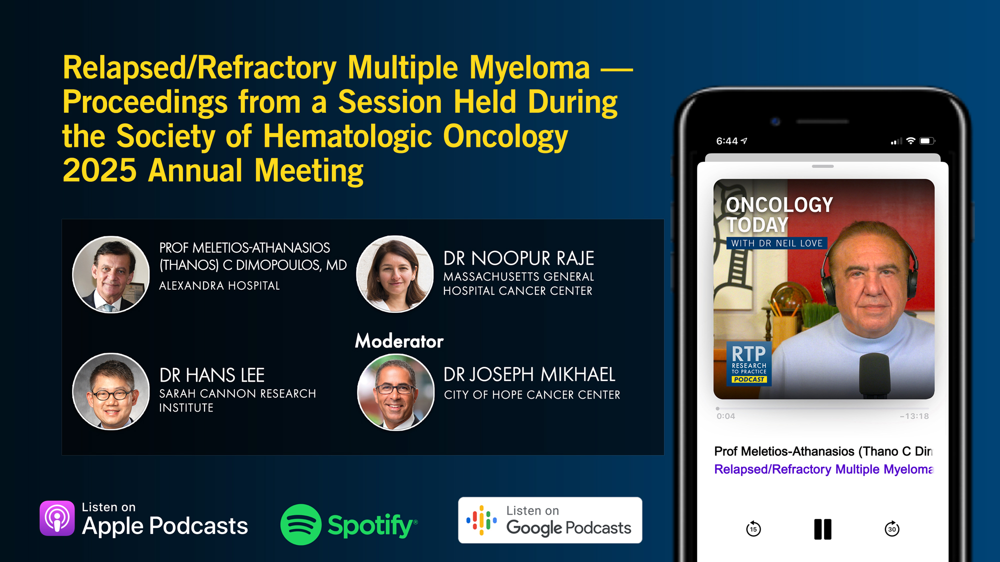 Relapsed/Refractory Multiple Myeloma —
Proceedings from a Session Held During
the Society of Hematologic Oncology
2025 Annual Meeting
PROF MELETIOS-ATHANASIOS
(THANOS) C DIMOPOULOS, MD
ALEXANDRA HOSPITAL
DR NOOPUR RAJE
MASSACHUSETTS GENERAL
HOSPITAL CANCER CENTER
DR HANS LEE
SARAH CANNON RESEARCH
INSTITUTE
Moderator
DR JOSEPH MIKHAEL
CITY OF HOPE CANCER CENTER
Listen on
Apple Podcasts
Spotify®
Listen on
Google Podcasts
6:44
ONCOLOGY
TODAY
WITH DR NEIL LOVE
RTP
RESEARCH
TO PRACTICE
PODCAST
0:04
−13:18
Prof Meletios-Athanasios (Thano C Din
Relapsed/Refractory Multiple Myeloma
15
30